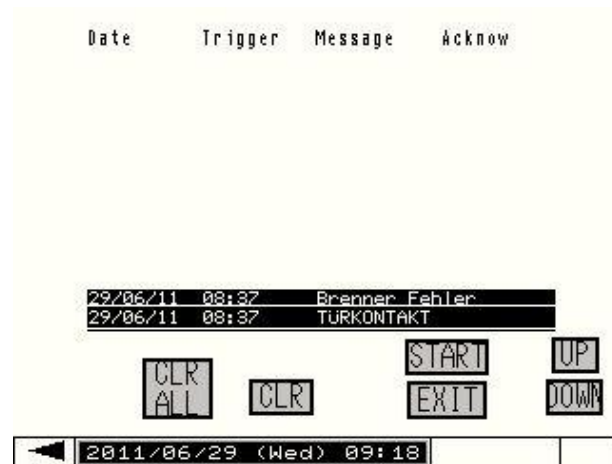 Date Trigger Message Acknow
29/06/11 08:37 Brenner Fehler
29/06/11 08:37 TüRKONTAKT
START UP
CLR
ALL CLR EXIT DOWN
2011/06/29 (Wed) 09:18